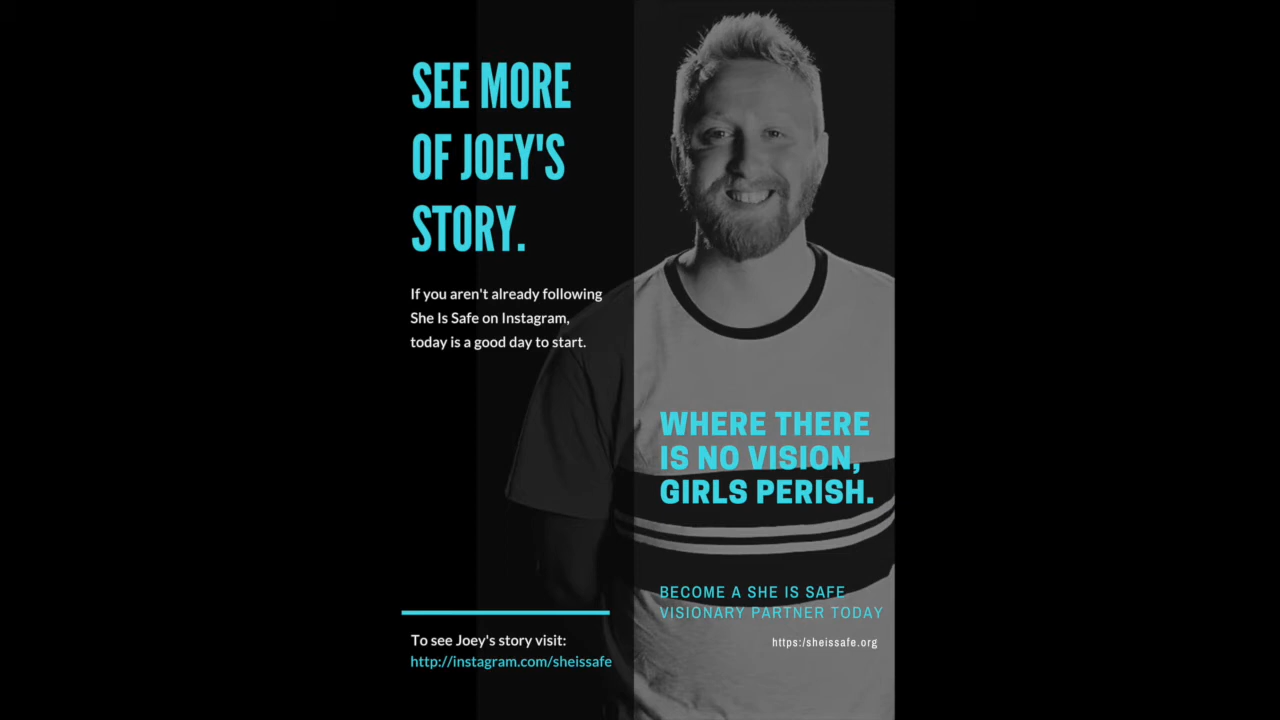 SEE MORE
OF JOEY'S
STORY.
If you aren't already following
She Is Safe on Instagram,
today is a good day to start.
WHERE THERE
IS NO VISION,
GIRLS PERISH.
BECOME A SHE IS SAFE
VISIONARY PARTNER TODAY
https:/sheissafe.org
To see Joey's story visit:
http://instagram.com/sheissafe